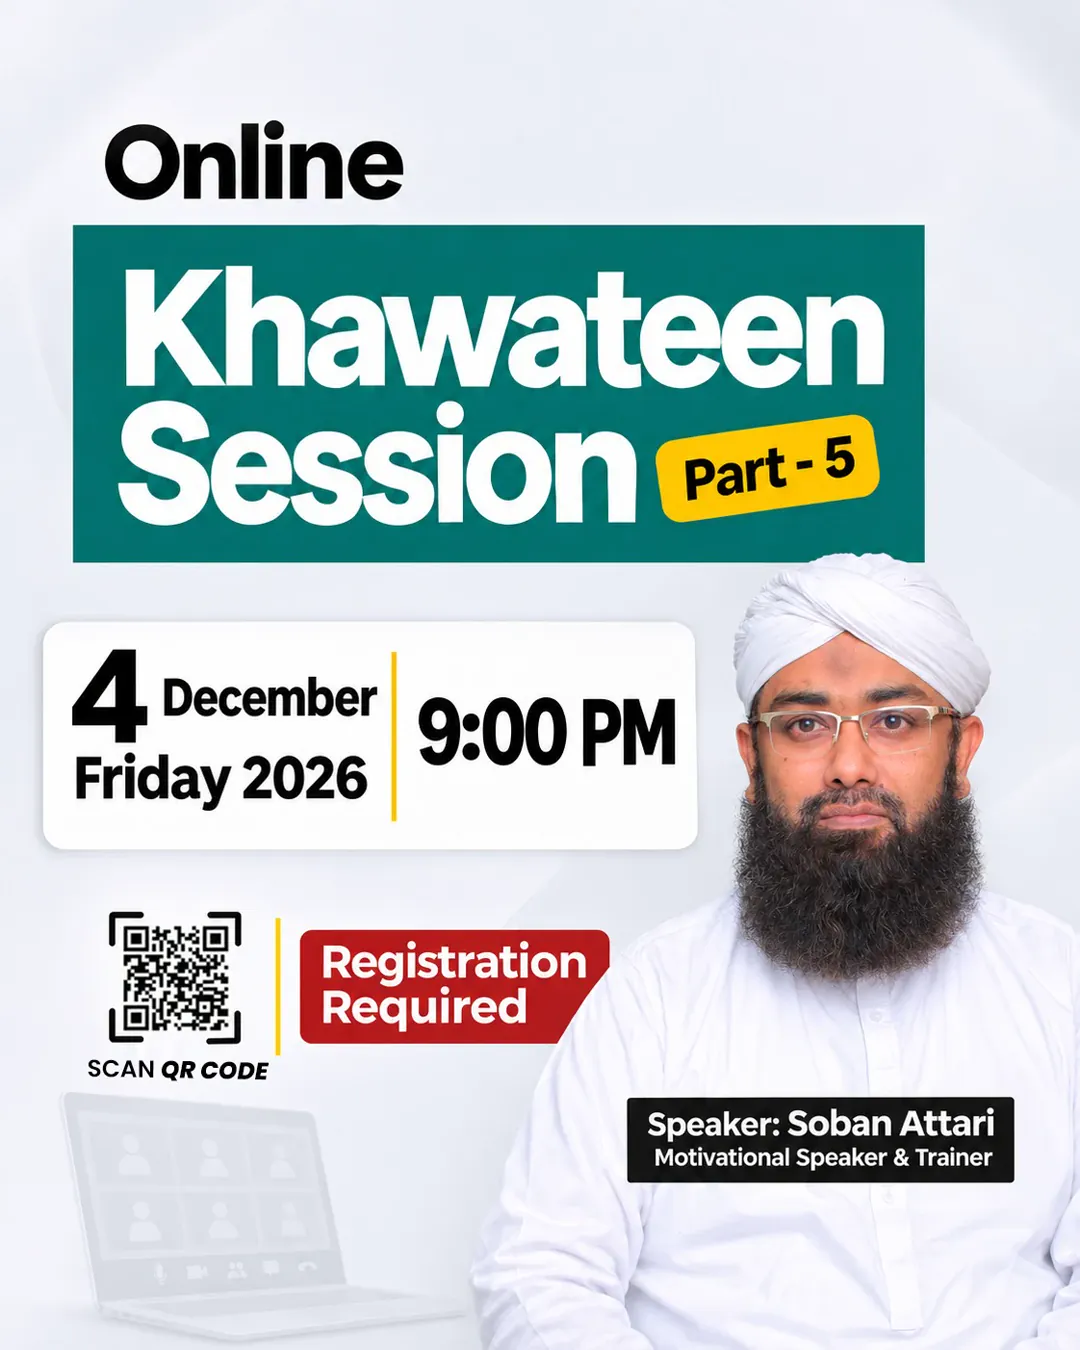 Online
Khawateen
Session
Part - 5
4 December
Friday 2026
9:00 PM
Registration
Required
SCAN QR CODE
Speaker: Soban Attari
Motivational Speaker & Trainer